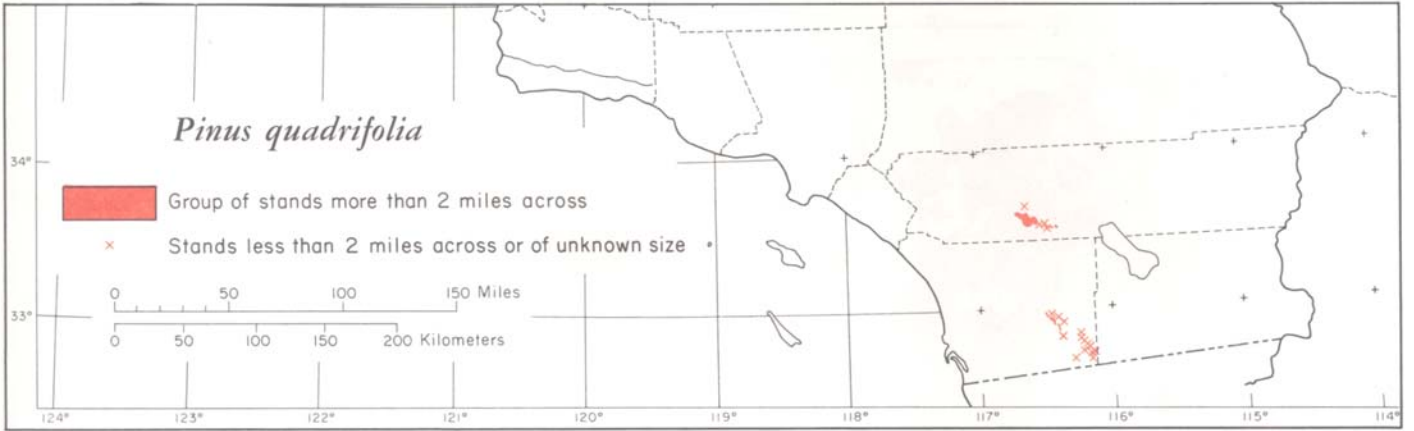 Pinus quadrifolia
34°
Group of stands more than 2 miles across
Stands less than 2 miles across or of unknown size
0 50 100 150 Miles
33°
0 50 100 150 200 Kilometers
124° 123° 122° 121° 120° 119° 118° 117° 116° 115° 114°